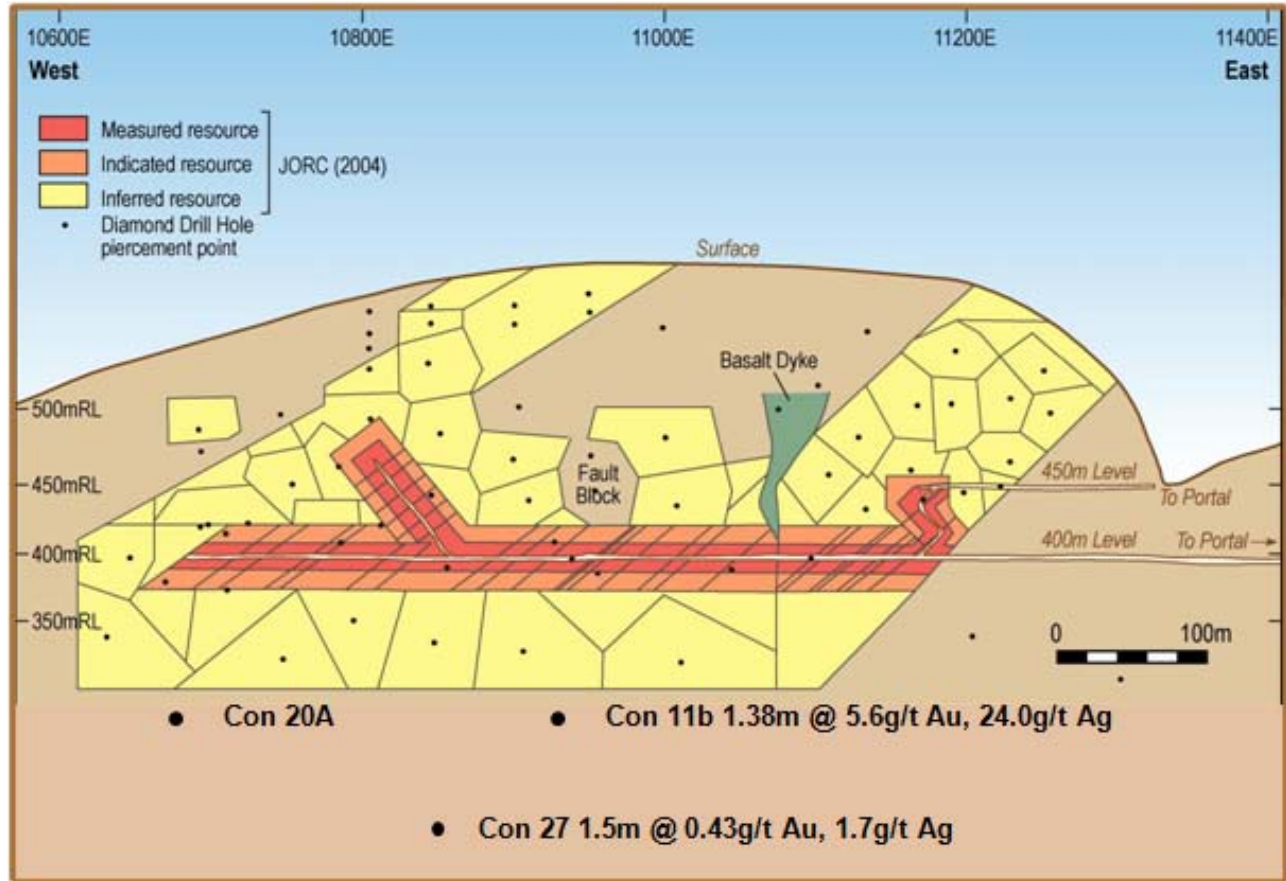 10600E 10800E 11000E 11200E 11400E
West East
Measured resource
Indicated resource
JORC (2004)
Inferred resource
Diamond Drill Hole
piercement point
Surface
Basalt Dyke
500mRL
450mRL
Fault
Block
450m Level
To Portal
400mRL
400m Level To Portal
350mRL
0 100m
Con 20A
Con 11b 1.38m @ 5.6g/t Au, 24.0g/t Ag
Con 27 1.5m @ 0.43g/t Au, 1.7g/t Ag